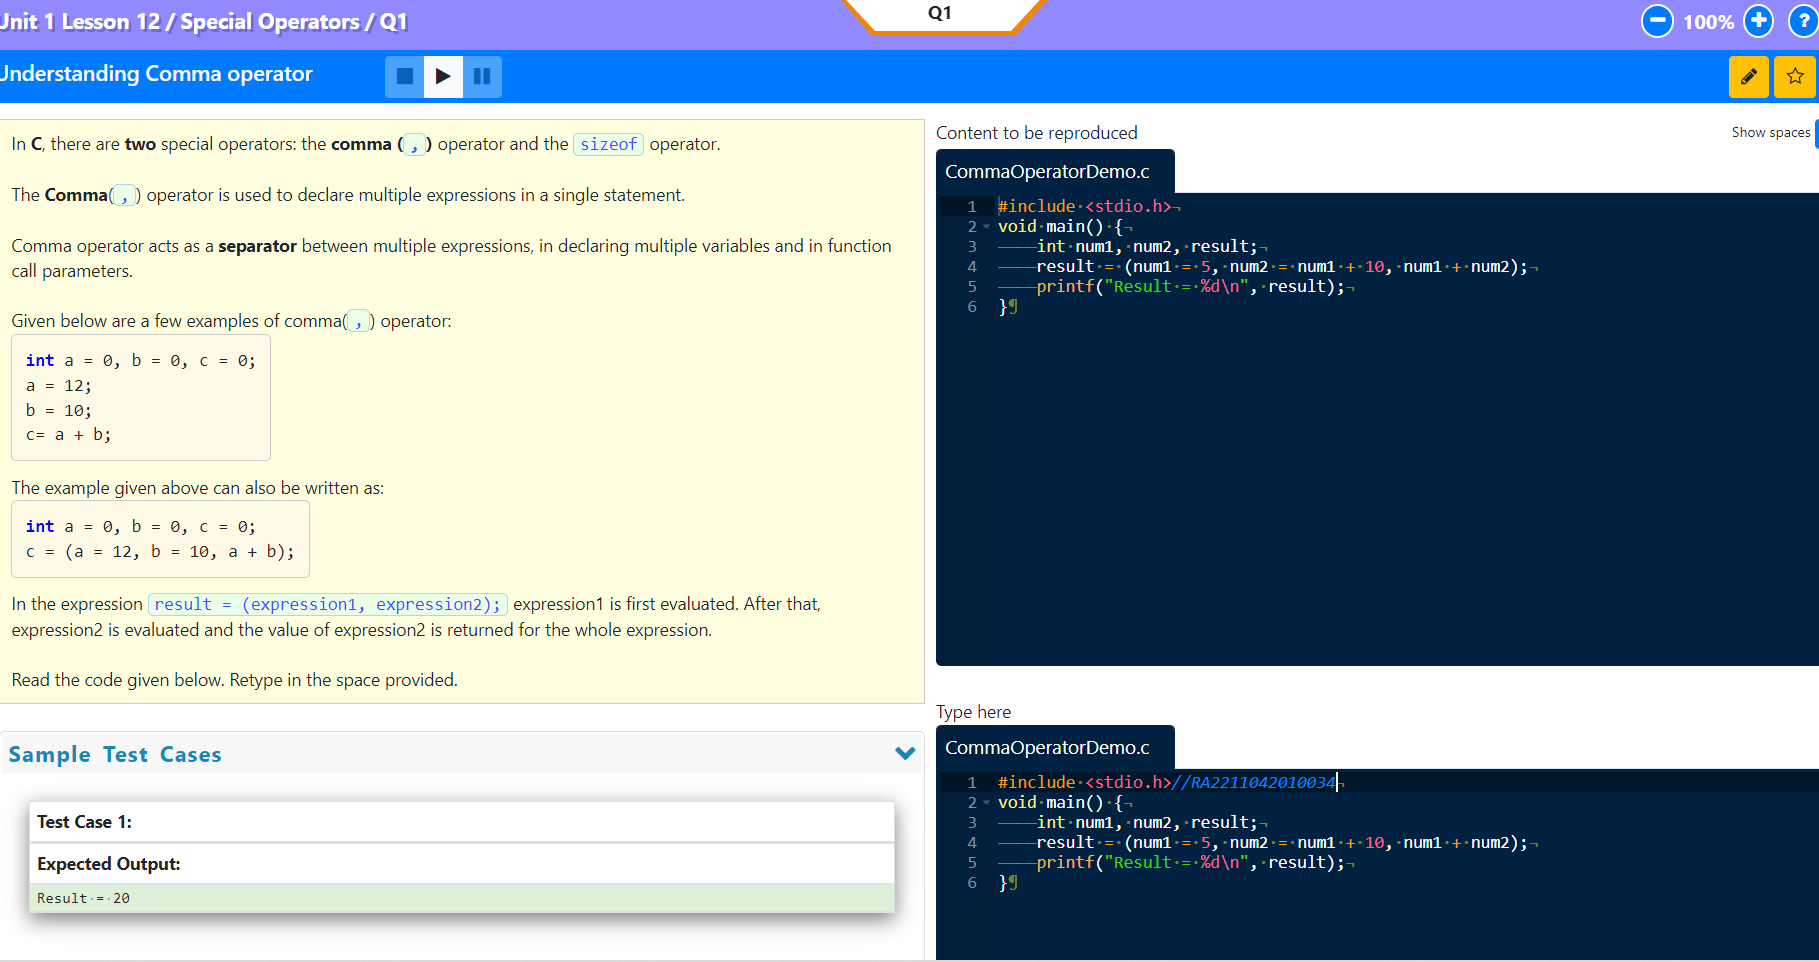 Unit 1 Lesson 12 / Special Operators / Q1
Q1
100%
?
Understanding Comma operator
In C, there are two special operators: the comma ( , ) operator and the sizeof operator.
The Comma( , ) operator is used to declare multiple expressions in a single statement.
Comma operator acts as a separator between multiple expressions, in declaring multiple variables and in function
call parameters.
Given below are a few examples of comma( , ) operator:
int a = 0, b = 0, c = 0;
a = 12;
b = 10;
c= a + b;
The example given above can also be written as:
int a = 0, b = 0, c = 0;
c = (a = 12, b = 10, a + b);
In the expression result = (expression1, expression2); expression1 is first evaluated. After that,
expression2 is evaluated and the value of expression2 is returned for the whole expression.
Read the code given below. Retype in the space provided.
Sample Test Cases
Test Case 1:
Expected Output:
Result·=·20
Content to be reproduced
Show spaces
CommaOperatorDemo.c
1 #include·<stdio.h>¬
2 void·main()·{¬
3 ————int·num1,·num2,·result;¬
4 ————result·=·(num1·=·5,·num2·=·num1·+·10,·num1·+·num2);¬
5 ————printf("Result·=·%d\n",·result);¬
6 }¶
Type here
CommaOperatorDemo.c
1 #include·<stdio.h>//RA2211042010034¬
2 void·main()·{¬
3 ————int·num1,·num2,·result;¬
4 ————result·=·(num1·=·5,·num2·=·num1·+·10,·num1·+·num2);¬
5 ————printf("Result·=·%d\n",·result);¬
6 }¶